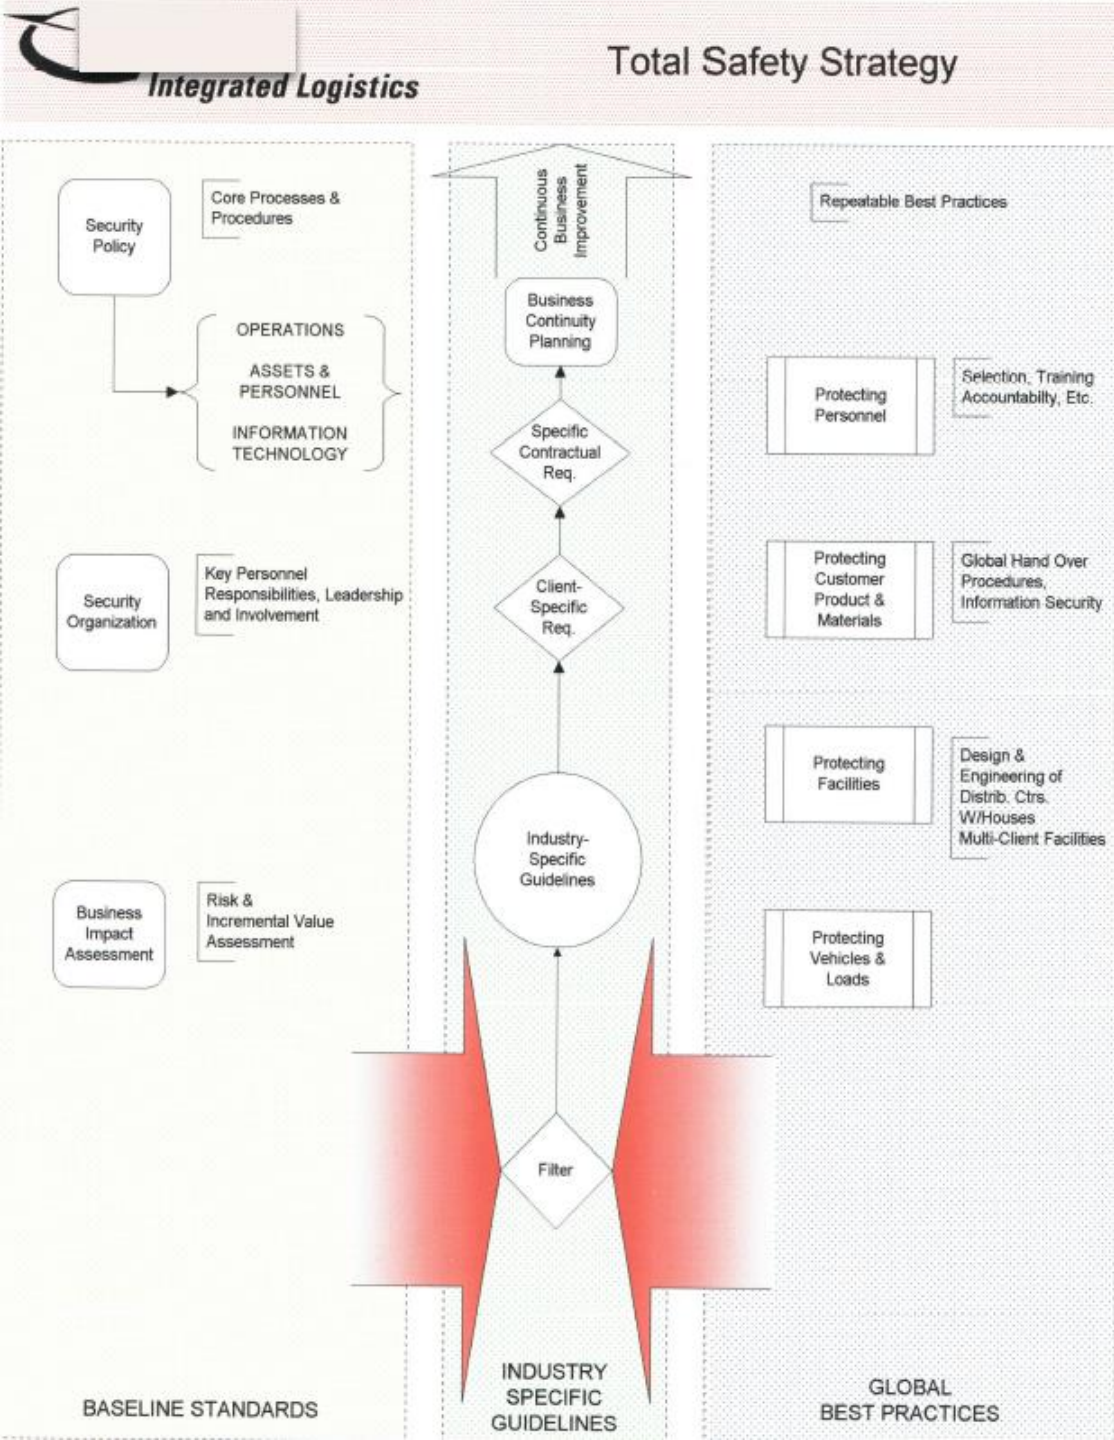 Integrated Logistics
Total Safety Strategy
Security
Policy
Core Processes &
Procedures
OPERATIONS
ASSETS &
PERSONNEL
INFORMATION
TECHNOLOGY
Security
Organization
Key Personnel
Responsibilities, Leadership
and Involvement
Business
Impact
Assessment
Risk &
Incremental Value
Assessment
BASELINE STANDARDS
Continuous
Business
Improvement
Business
Continuity
Planning
Specific
Contractual
Req.
Client-
Specific
Req.
Industry-
Specific
Guidelines
Filter
INDUSTRY
SPECIFIC
GUIDELINES
Repeatable Best Practices
Protecting
Personnel
Selection, Training
Accountabilty, Etc.
Protecting
Customer
Product &
Materials
Global Hand Over
Procedures,
Information Security
Protecting
Facilities
Design &
Engineering of
Distrib. Ctrs.
W/Houses
Multi-Client Facilities
Protecting
Vehicles &
Loads
GLOBAL
BEST PRACTICES